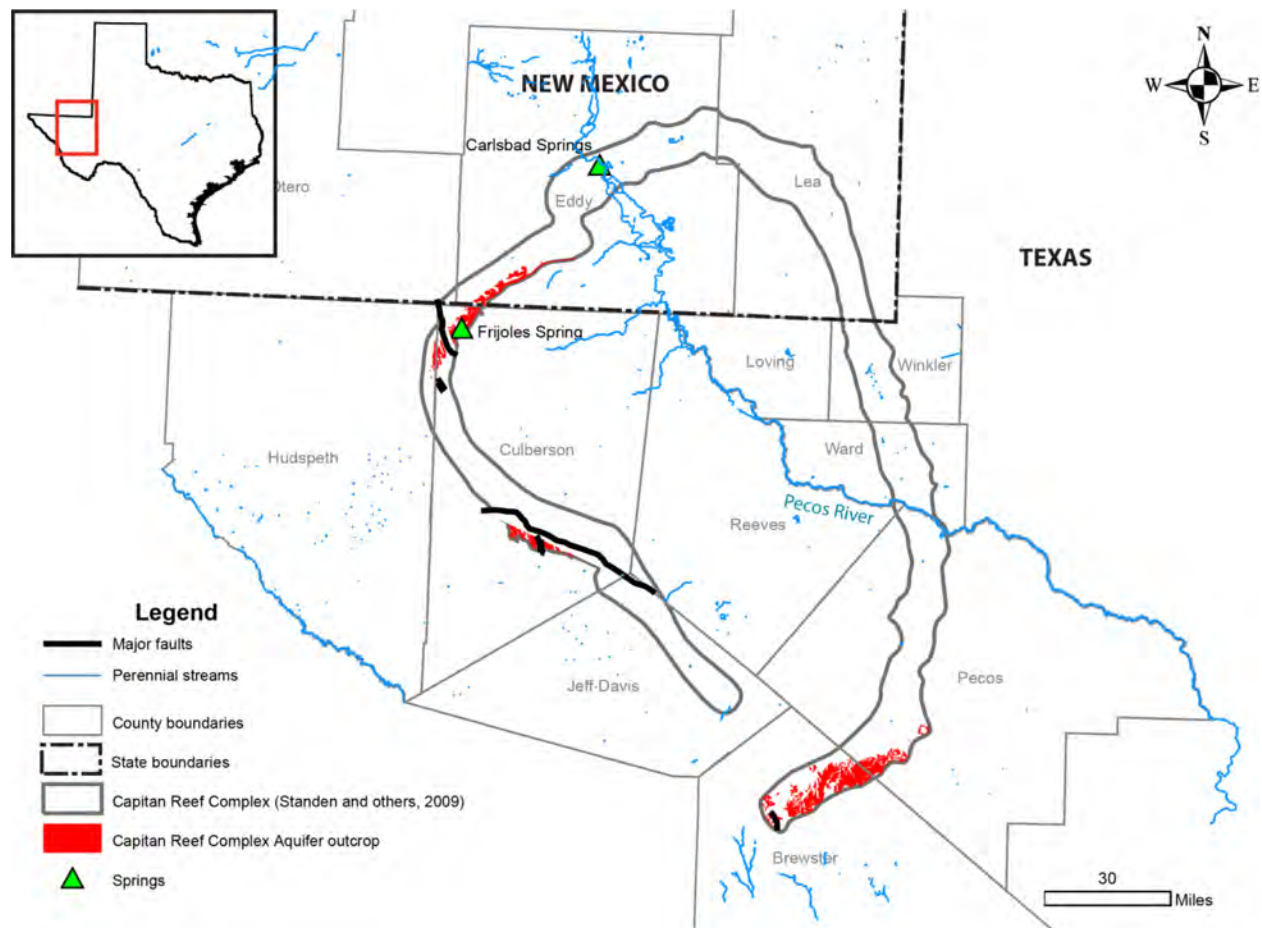 N
W E
S
NEW MEXICO
Carlsbad Springs
Otero
Eddy
Lea
TEXAS
Frijoles Spring
Loving
Winkler
Hudspeth
Culberson
Ward
Pecos River
Reeves
Jeff-Davis
Pecos
Brewster
Legend
Major faults
Perennial streams
County boundaries
State boundaries
Capitan Reef Complex (Standen and others, 2009)
Capitan Reef Complex Aquifer outcrop
Springs
30
Miles